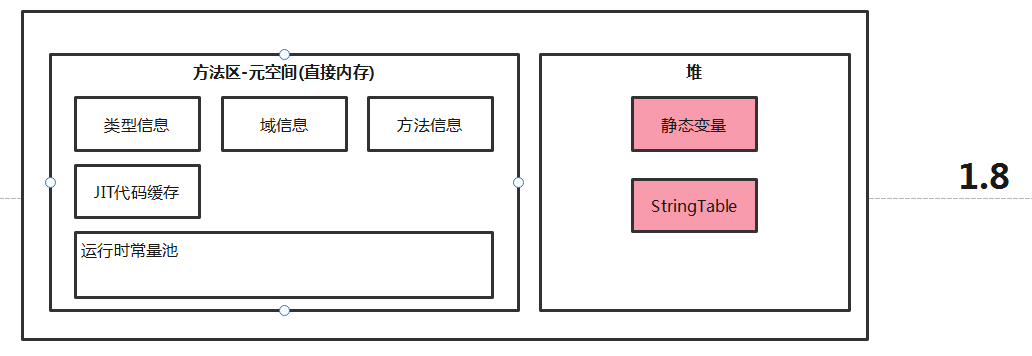 方法区-元空间(直接内存)
堆
类型信息
域信息
方法信息
静态变量
JIT代码缓存
StringTable
运行时常量池
1.8